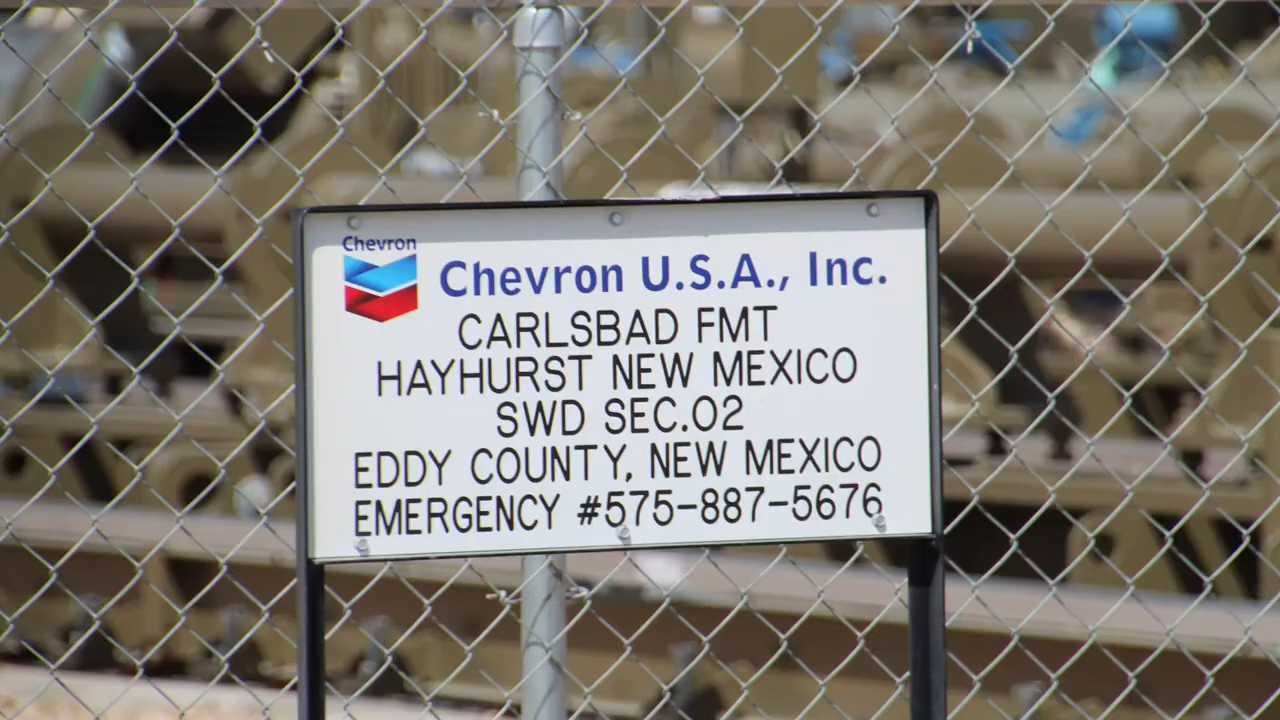 Chevron
Chevron U.S.A., Inc.
CARLSBAD FMT
HAYHURST NEW MEXICO
SWD SEC.02
EDDY COUNTY, NEW MEXICO
EMERGENCY #575-887-5676